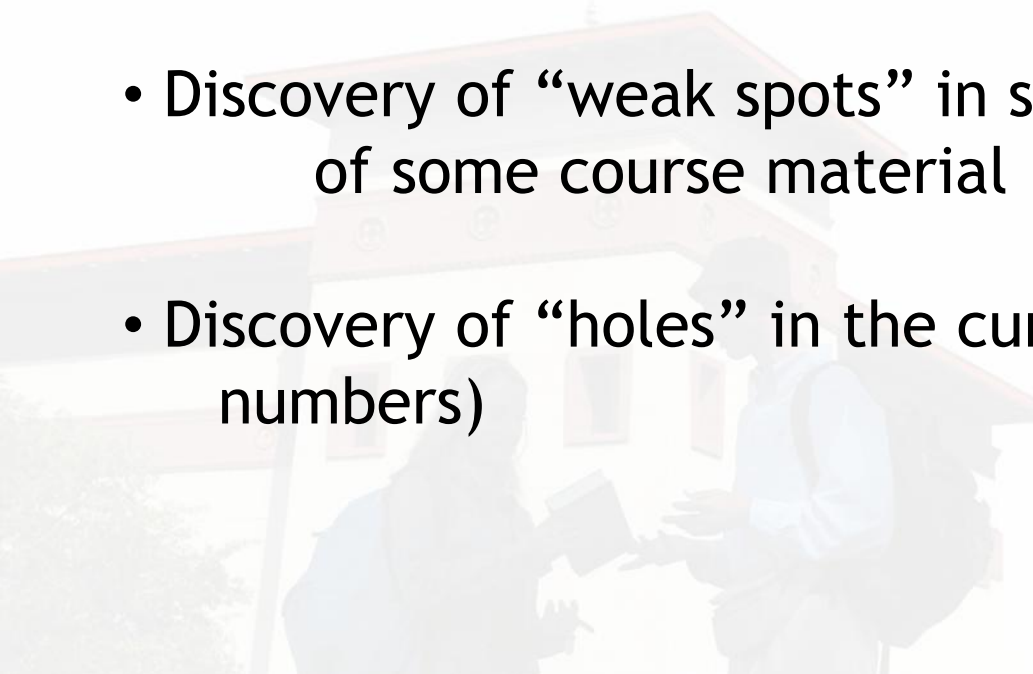 • Discovery of “weak spots” in s
of some course material
• Discovery of “holes” in the cur
numbers)